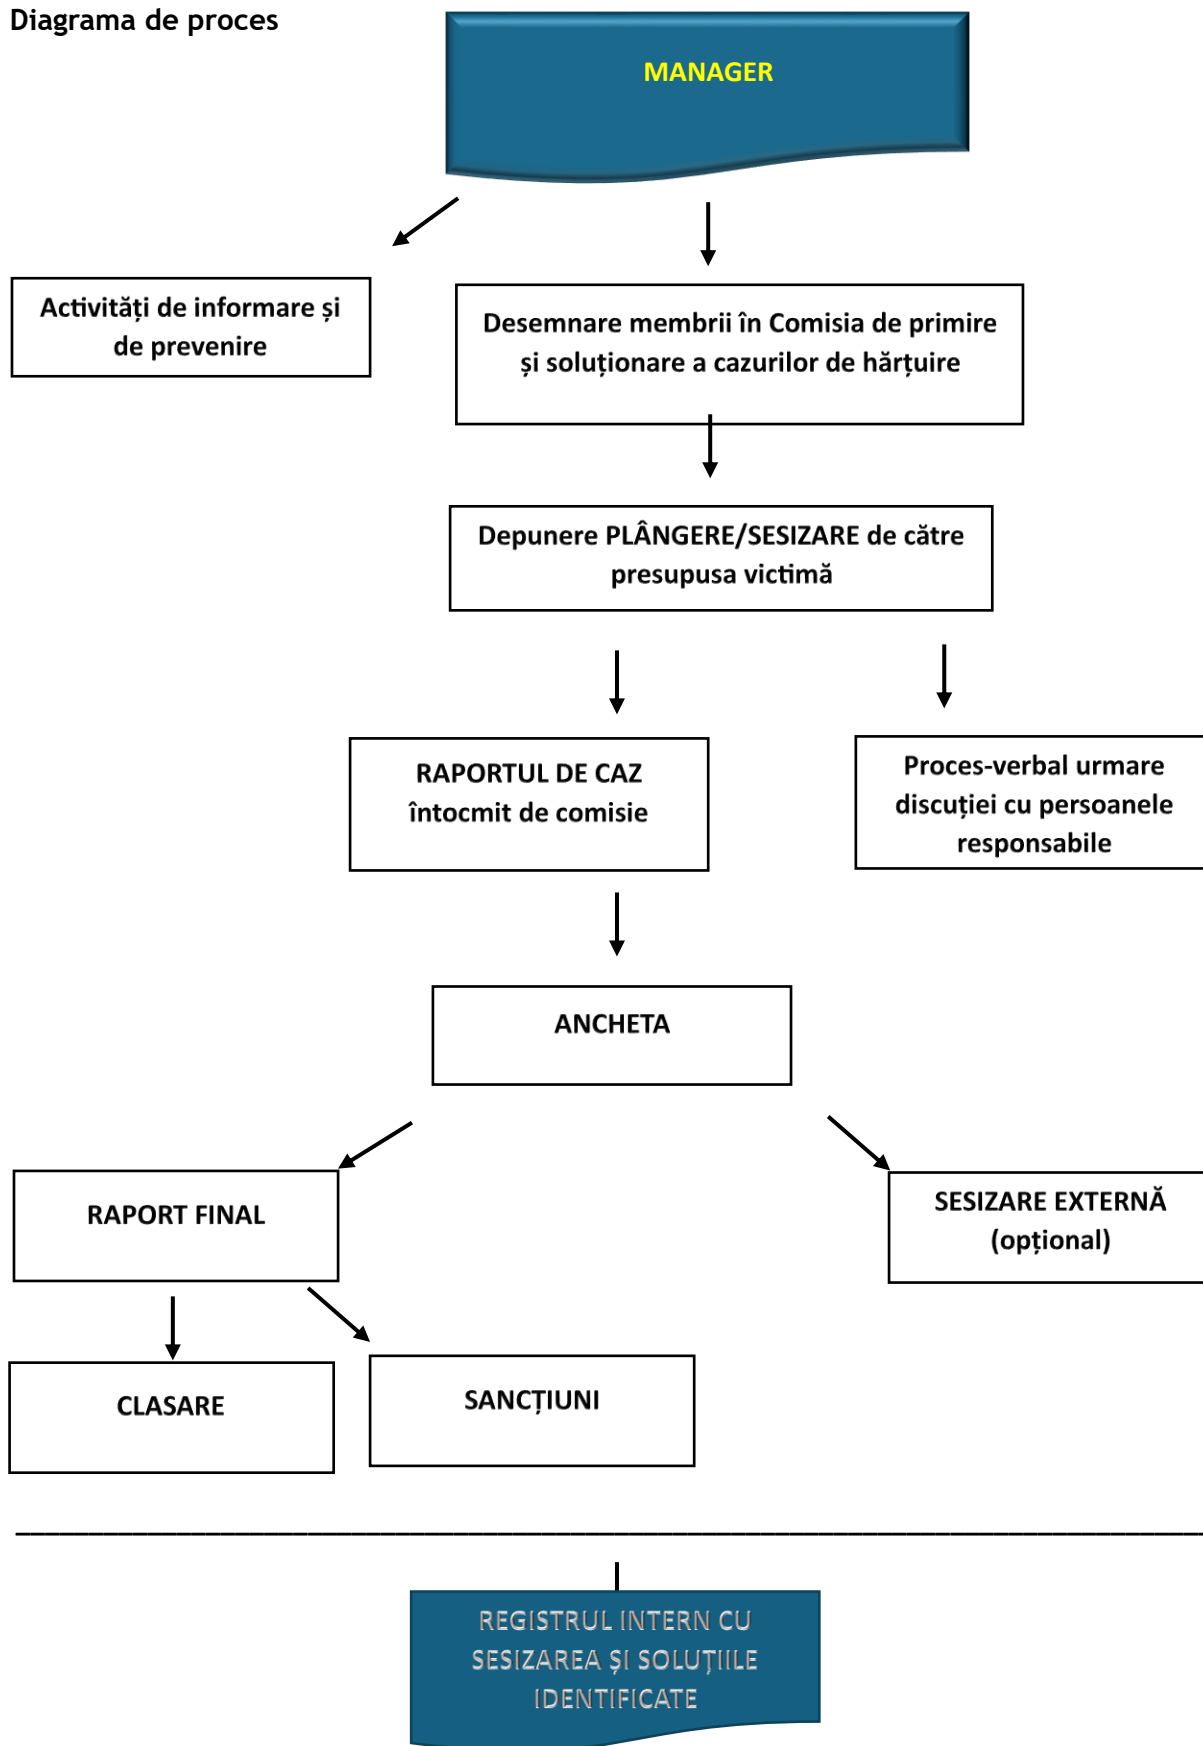 Diagrama de proces
MANAGER
Activități de informare și
de prevenire
Desemnare membrii în Comisia de primire
și soluționare a cazurilor de hărțuire
Depunere PLÂNGERE/SESIZARE de către
presupusa victimă
RAPORTUL DE CAZ
întocmit de comisie
Proces-verbal urmare
discuției cu persoanele
responsabile
ANCHETA
RAPORT FINAL
SESIZARE EXTERNĂ
(opțional)
CLASARE
SANCȚIUNI
REGISTRUL INTERN CU
SESIZAREA ȘI SOLUȚIILE
IDENTIFICATE